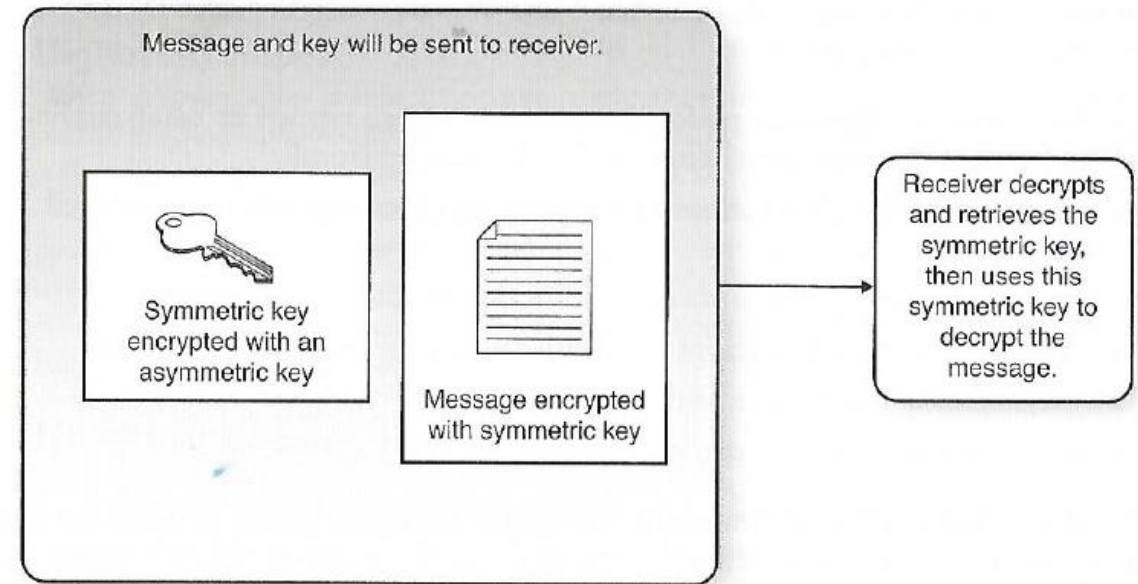 Message and key will be sent to receiver.
Symmetric key
encrypted with an
asymmetric key
Message encrypted
with symmetric key
Receiver decrypts
and retrieves the
symmetric key,
then uses this
symmetric key to
decrypt the
message.